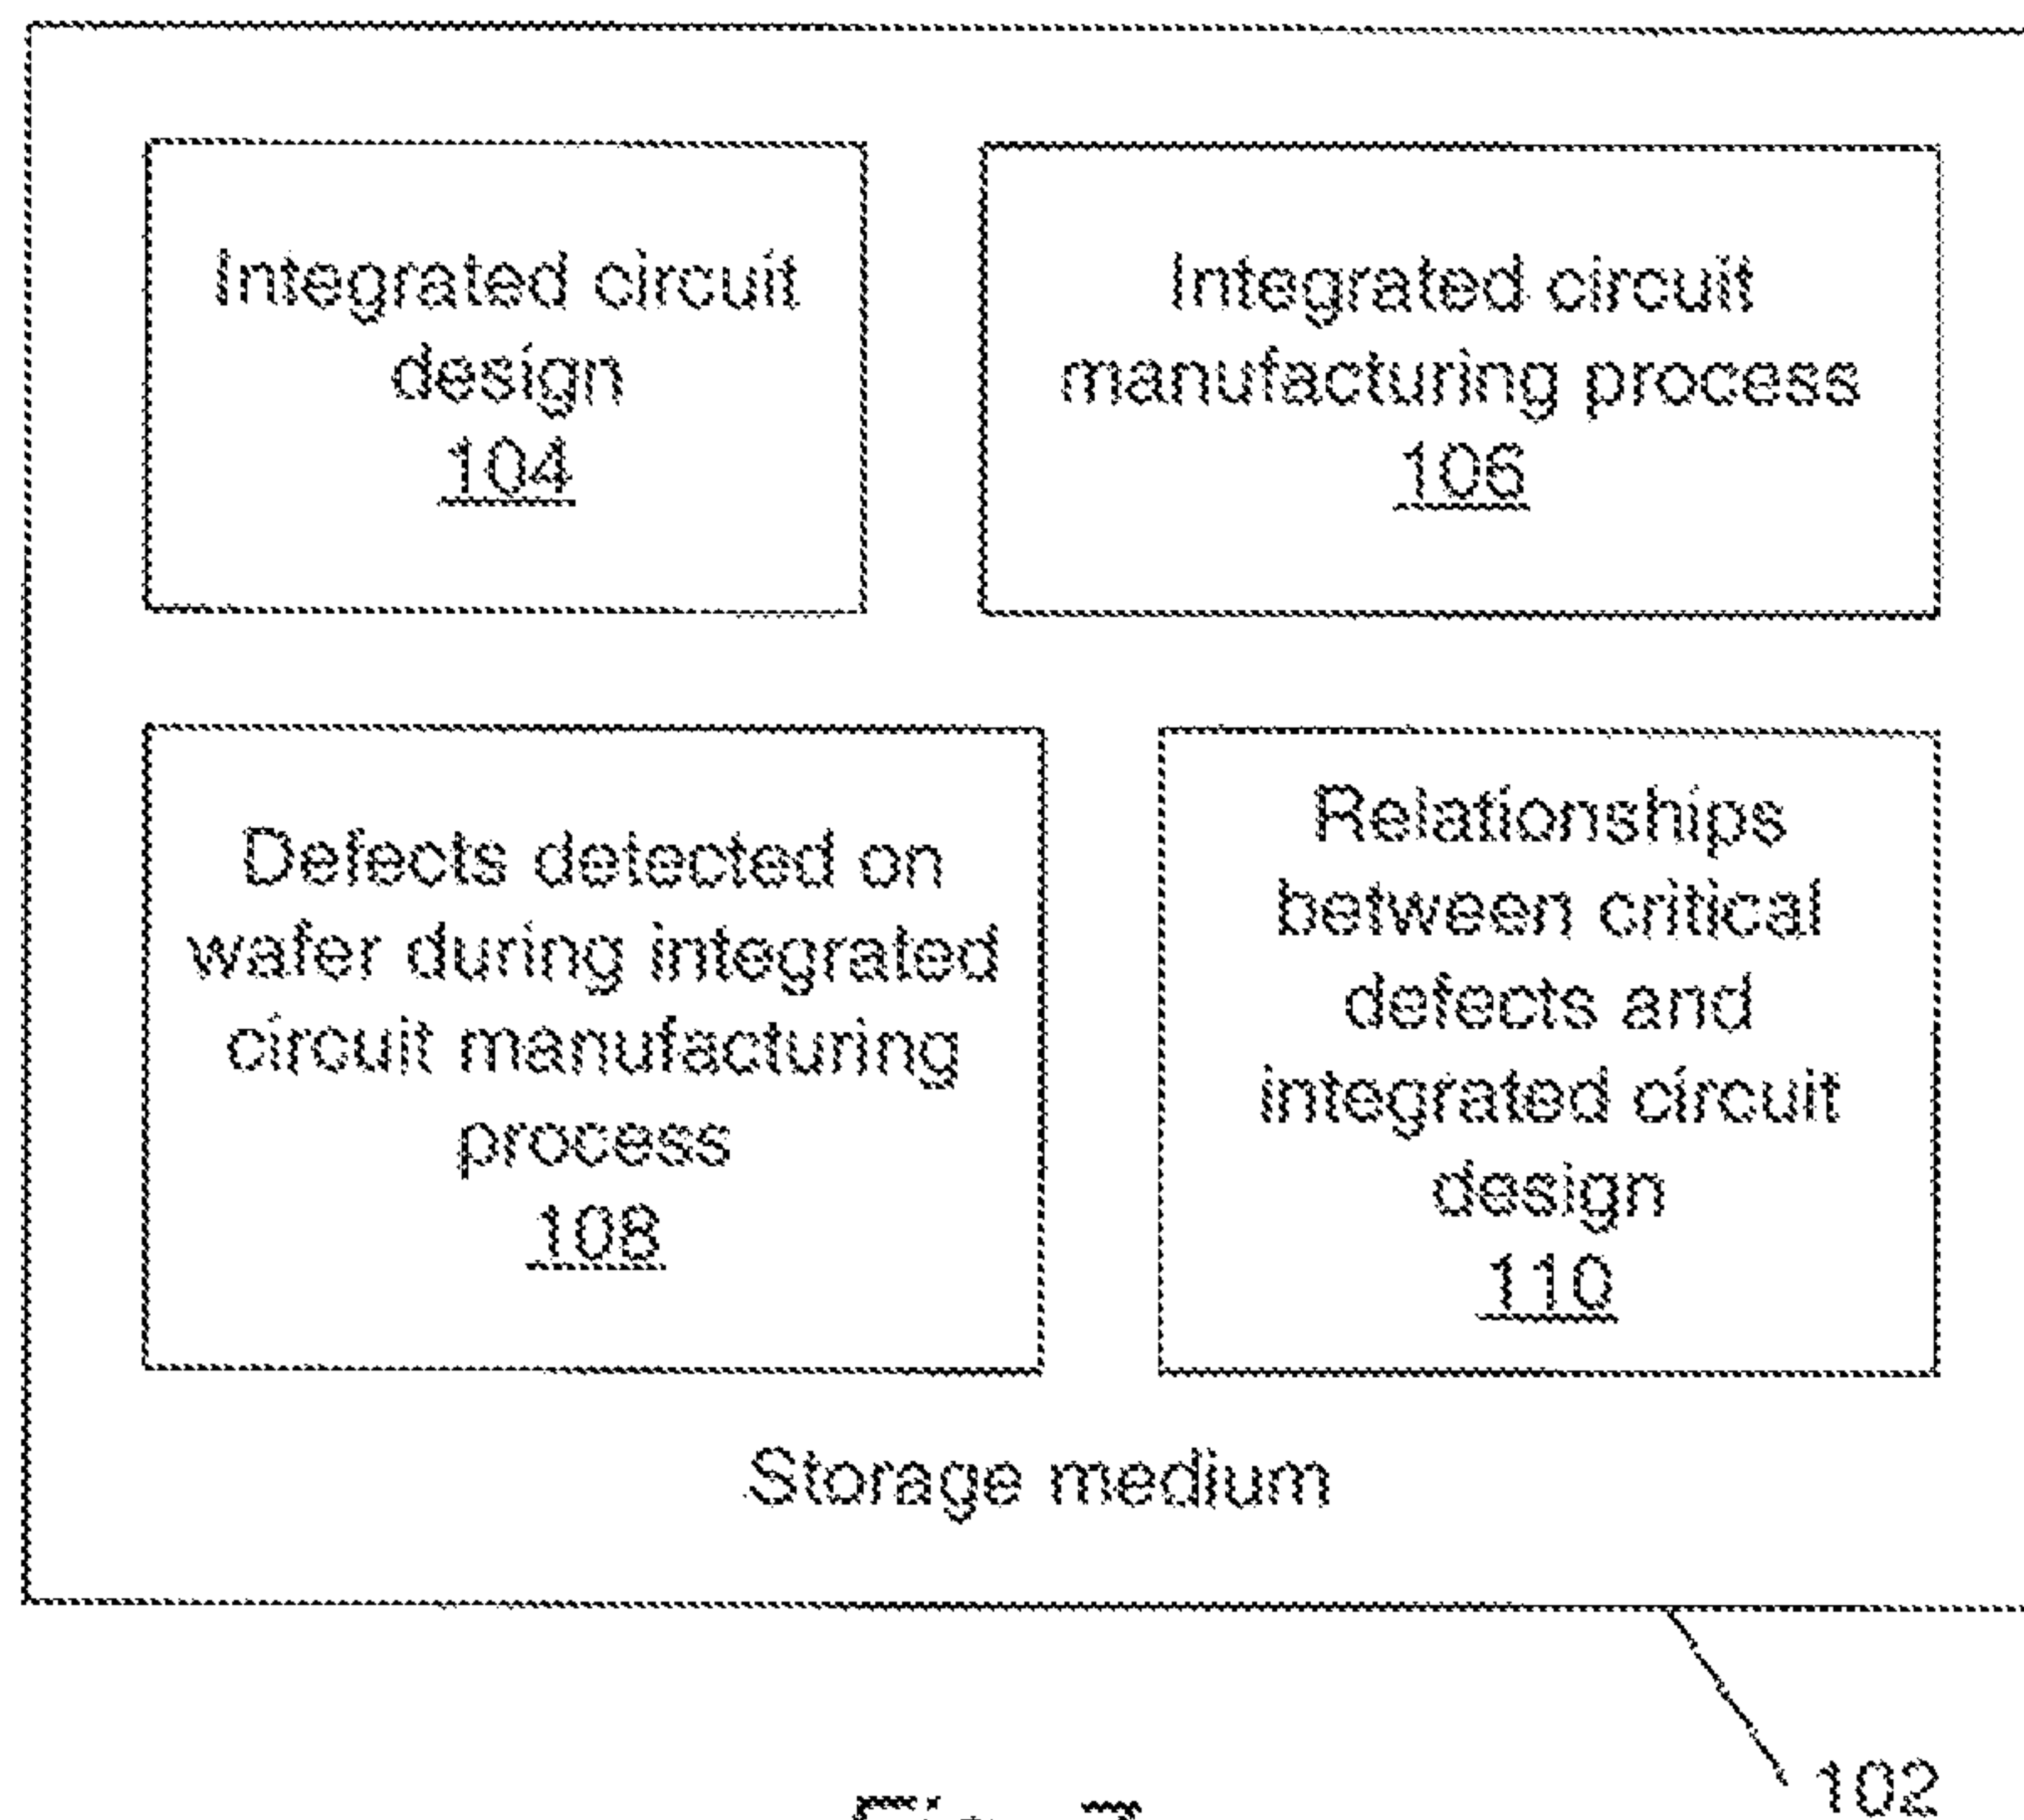 Integrated circuit
design
104
Integrated circuit
manufacturing process
106
Defects detected on
wafer during integrated
circuit manufacturing
process
108
Relationships
between critical
defects and
integrated circuit
design
110
Storage medium
102